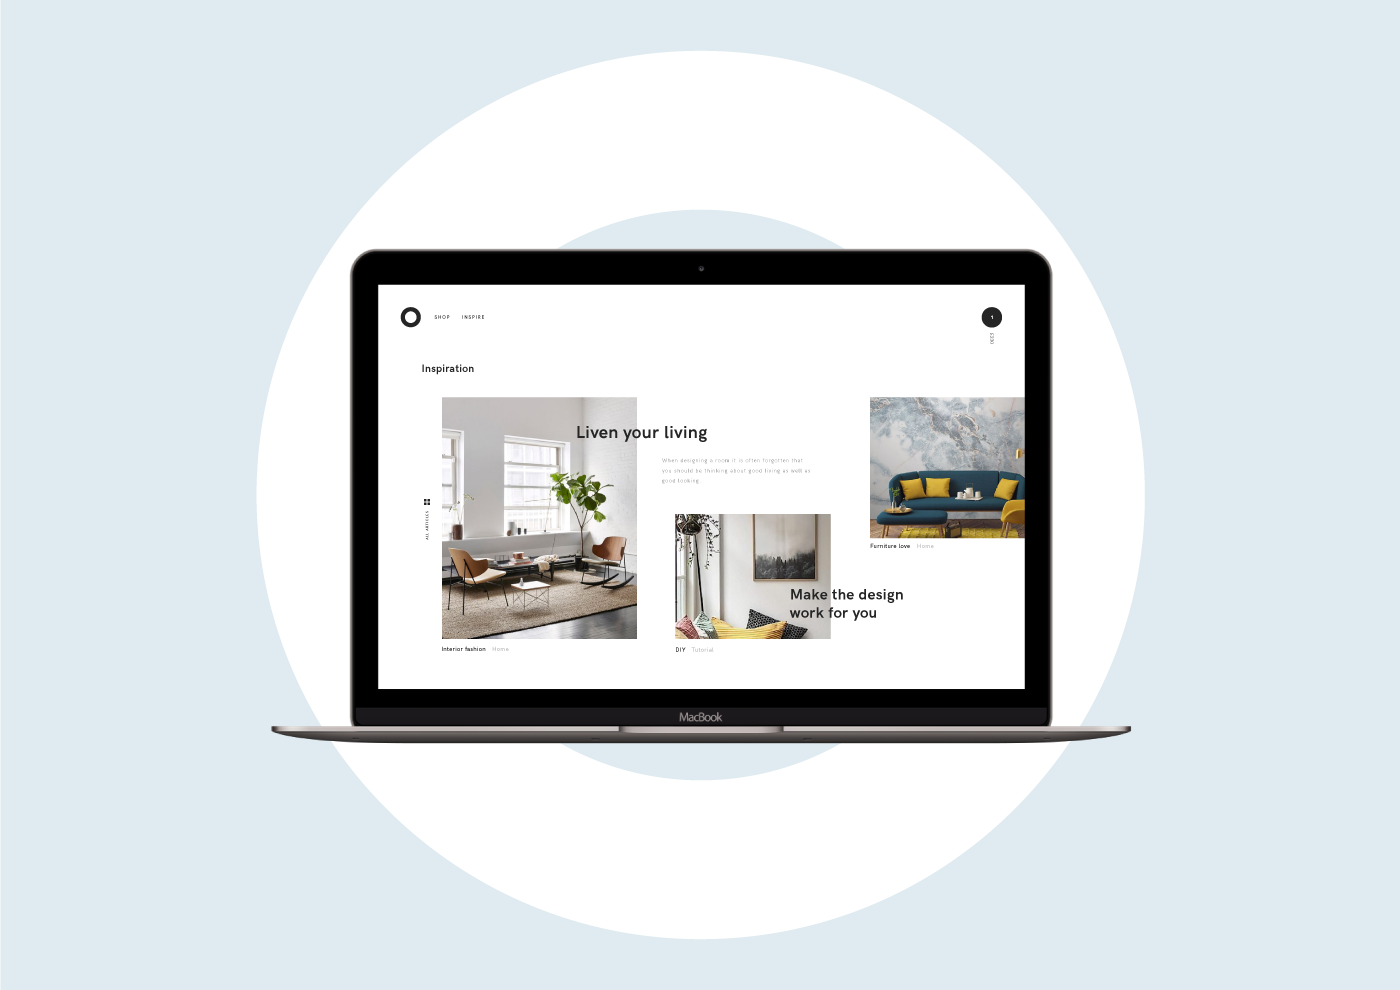 SHOP INSPIRE
1
Inspiration
Liven your living
When designing a room it is often forgotten that
you should be thinking about good living as well as
good looking.
ALL ARTICLES
Furniture love Home
Make the design
work for you
Interior fashion Home
DIY Tutorial
MacBook